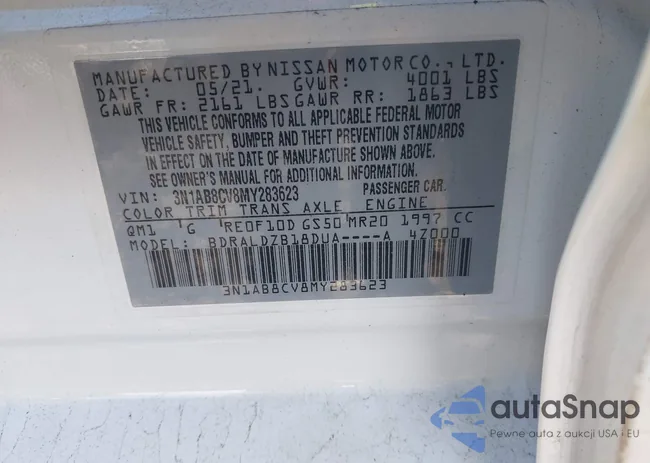 MANUFACTURED BY NISSAN MOTOR CO., LTD.
DATE: 05/21. GVWR: 4001 LBS
GAWR FR: 2161 LBS GAWR RR: 1863 LBS
THIS VEHICLE CONFORMS TO ALL APPLICABLE FEDERAL MOTOR
VEHICLE SAFETY, BUMPER AND THEFT PREVENTION STANDARDS
IN EFFECT ON THE DATE OF MANUFACTURE SHOWN ABOVE.
SEE OWNER'S MANUAL FOR ADDITIONAL INFORMATION.
VIN: 3N1AB8CV8MY283623 PASSENGER CAR.
COLOR TRIM TRANS AXLE ENGINE
QM1 G RE0F10D GS50 MR20 1997 CC
MODEL: BDRALDZB18DUA----A 4Z000
3N1AB8CV8MY283623
autaSnap
Pewne auta z aukcji USA i EU